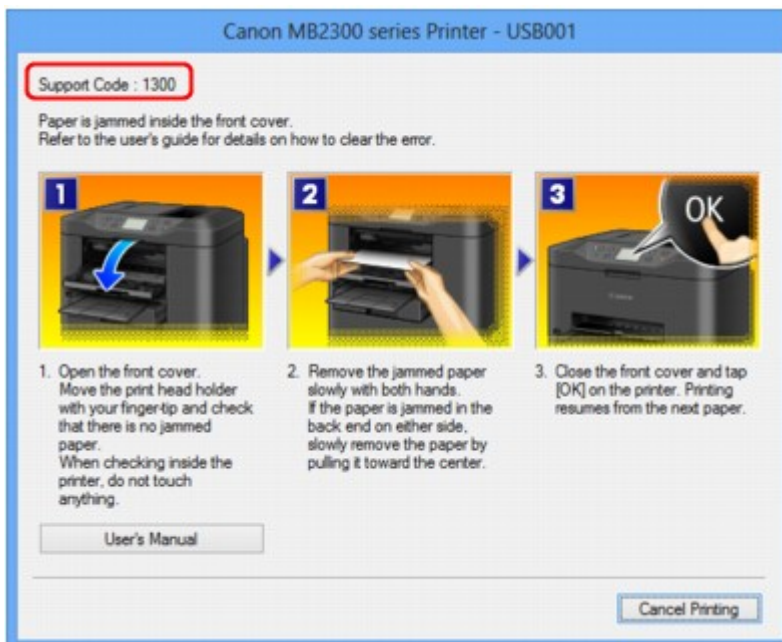 Canon MB2300 series Printer - USB001
Support Code : 1300
Paper is jammed inside the front cover.
Refer to the user's guide for details on how to clear the error.
1
2
3
OK
1. Open the front cover.
Move the print head holder
with your finger-tip and check
that there is no jammed
paper.
When checking inside the
printer, do not touch
anything.
2. Remove the jammed paper
slowly with both hands.
If the paper is jammed in the
back end on either side,
slowly remove the paper by
pulling it toward the center.
3. Close the front cover and tap
[OK] on the printer. Printing
resumes from the next paper.
User's Manual
Cancel Printing